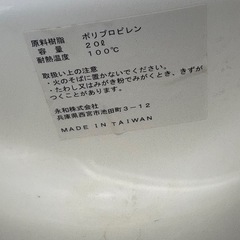 原料樹脂 ポリプロピレン
容量 20ℓ
耐熱温度 100℃
取扱い上の注意
・火のそばに置かないでください。
・たわし又はみがき粉でみがくとき、きずが
つくことがあります。
永和株式会社
兵庫県西宮市池田町3-12
MADE IN TAIWAN